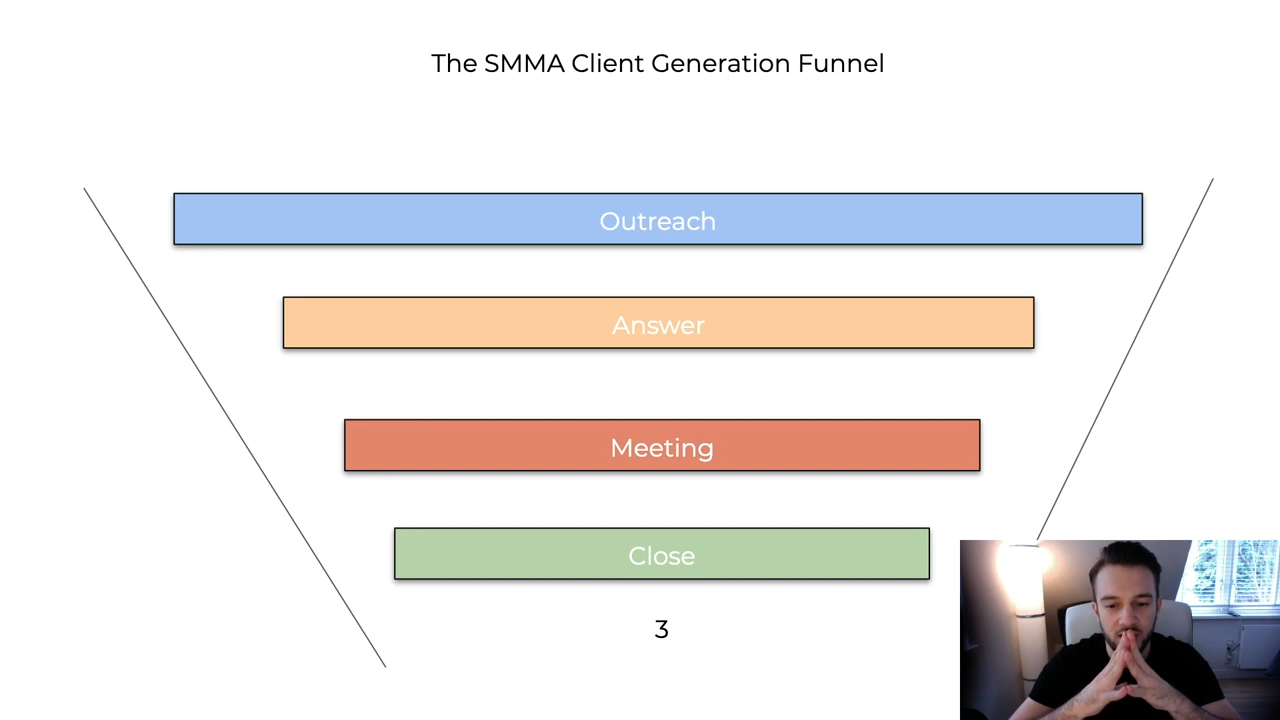 The SMMA Client Generation Funnel
Outreach
Answer
Meeting
Close
3